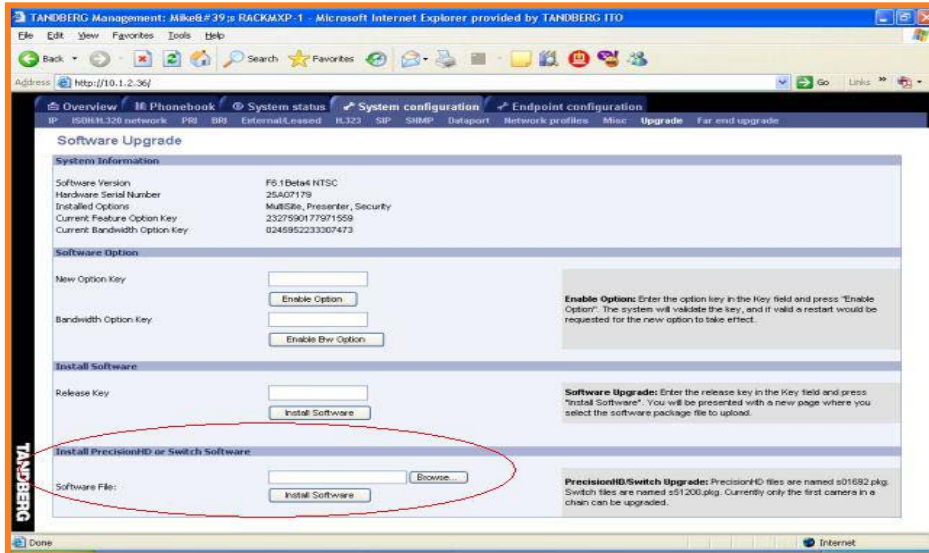 TANDBERG Management: Mike&#39;s RACKMXP-1 - Microsoft Internet Explorer provided by TANDBERG ITO
File Edit View Favorites Tools Help
Back Search Favorites
Address http://10.1.2.36/ Go Links
Overview Phonebook System status System configuration Endpoint configuration
IP ISDN/H.320 network PRI BRI External/Leased H.323 SIP SNMP Dataport Network profiles Misc Upgrade Far end upgrade
Software Upgrade
System Information
Software Version F6.1Beta4 NTSC
Hardware Serial Number 25A07179
Installed Options MultiSite, Presenter, Security
Current Feature Option Key 2327590177971559
Current Bandwidth Option Key 0245952233307473
Software Option
New Option Key
Enable Option
Bandwidth Option Key
Enable Bw Option
Enable Option: Enter the option key in the Key field and press "Enable
Option". The system will validate the key, and if valid a restart would be
requested for the new option to take effect.
Install Software
Release Key
Install Software
Software Upgrade: Enter the release key in the Key field and press
"Install Software". You will be presented with a new page where you
select the software package file to upload.
Install PrecisionHD or Switch Software
Software File: Browse...
Install Software
PrecisionHD/Switch Upgrade: PrecisionHD files are named s01692.pkg.
Switch files are named s51200.pkg. Currently only the first camera in a
chain can be upgraded.
TANDBERG
Done Internet